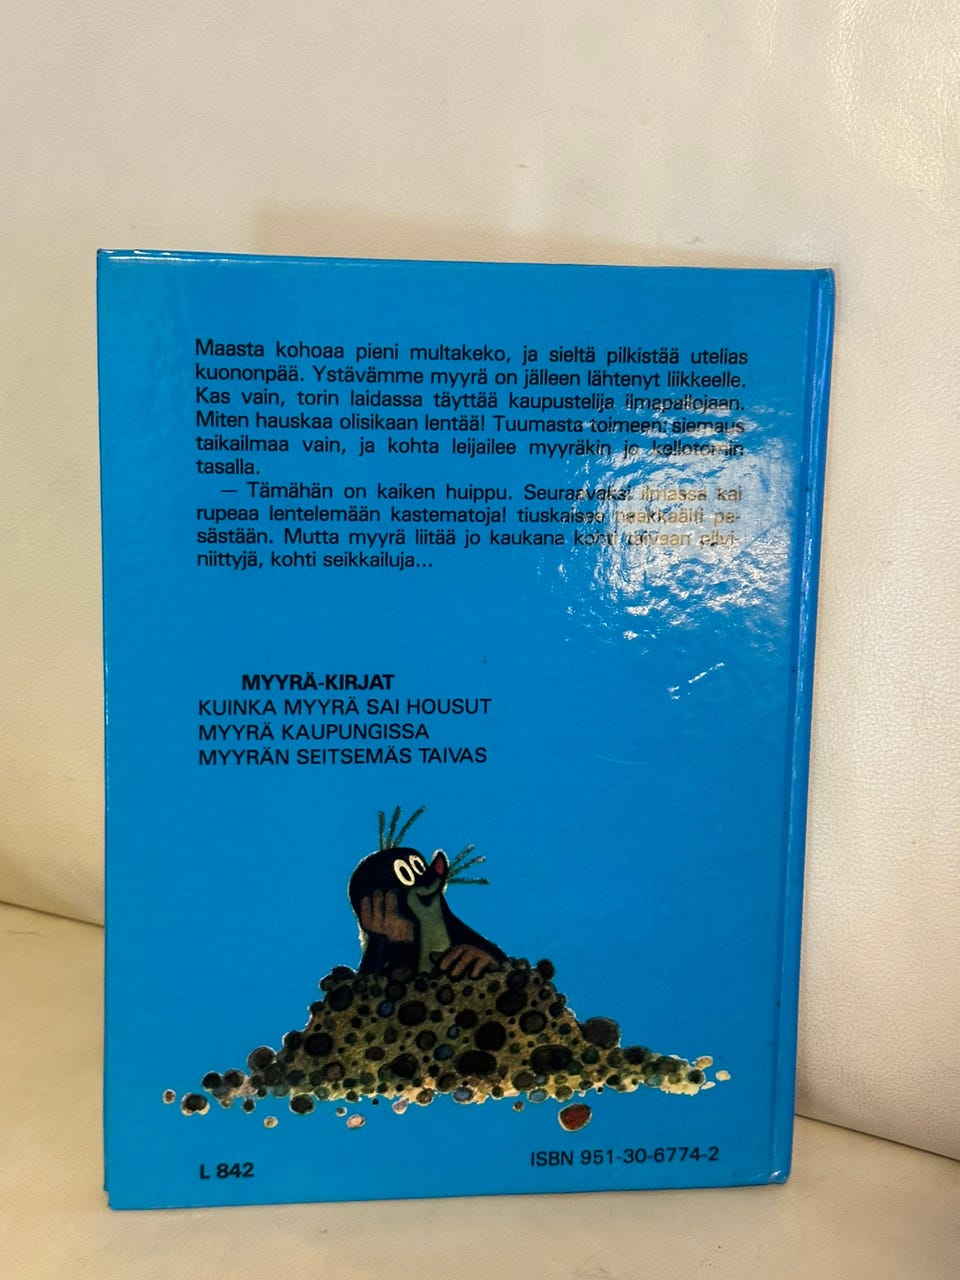 Maasta kohoaa pieni multakeko, ja sieltä pilkistää utelias
kuononpää. Ystävämme myyrä on jälleen lähtenyt liikkeelle.
Kas vain, torin laidassa täyttää kaupustelija ilmapallojaan.
Miten hauskaa olisikaan lentää! Tuumasta toimeen: siemaus
taikailmaa vain, ja kohta leijailee myyräkin jo kellotornin
tasalla.
— Tämähän on kaiken huippu. Seuraavaksi ilmassa kai
rupeaa lentelemään kastematoja! tiuskaisee naakkaäiti pe-
sästään. Mutta myyrä liitää jo kaukana kohti taivaan pilvi-
niittyjä, kohti seikkailuja...
MYYRÄ-KIRJAT
KUINKA MYYRÄ SAI HOUSUT
MYYRÄ KAUPUNGISSA
MYYRÄN SEITSEMÄS TAIVAS
L 842
ISBN 951-30-6774-2